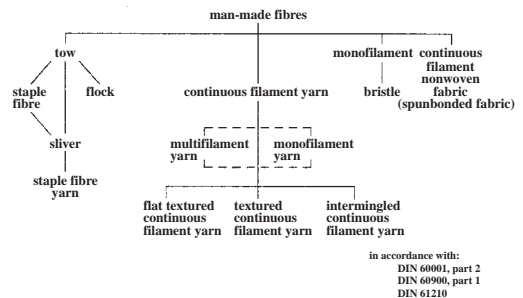 man-made fibres
tow
monofilament
continuous
filament
nonwoven
fabric
(spunbonded fabric)
staple
fibre
flock
continuous filament yarn
bristle
sliver
multifilament
yarn
monofilament
yarn
staple fibre
yarn
flat textured
continuous
filament yarn
textured
continuous
filament yarn
intermingled
continuous
filament yarn
in accordance with:
DIN 60001, part 2
DIN 60900, part 1
DIN 61210